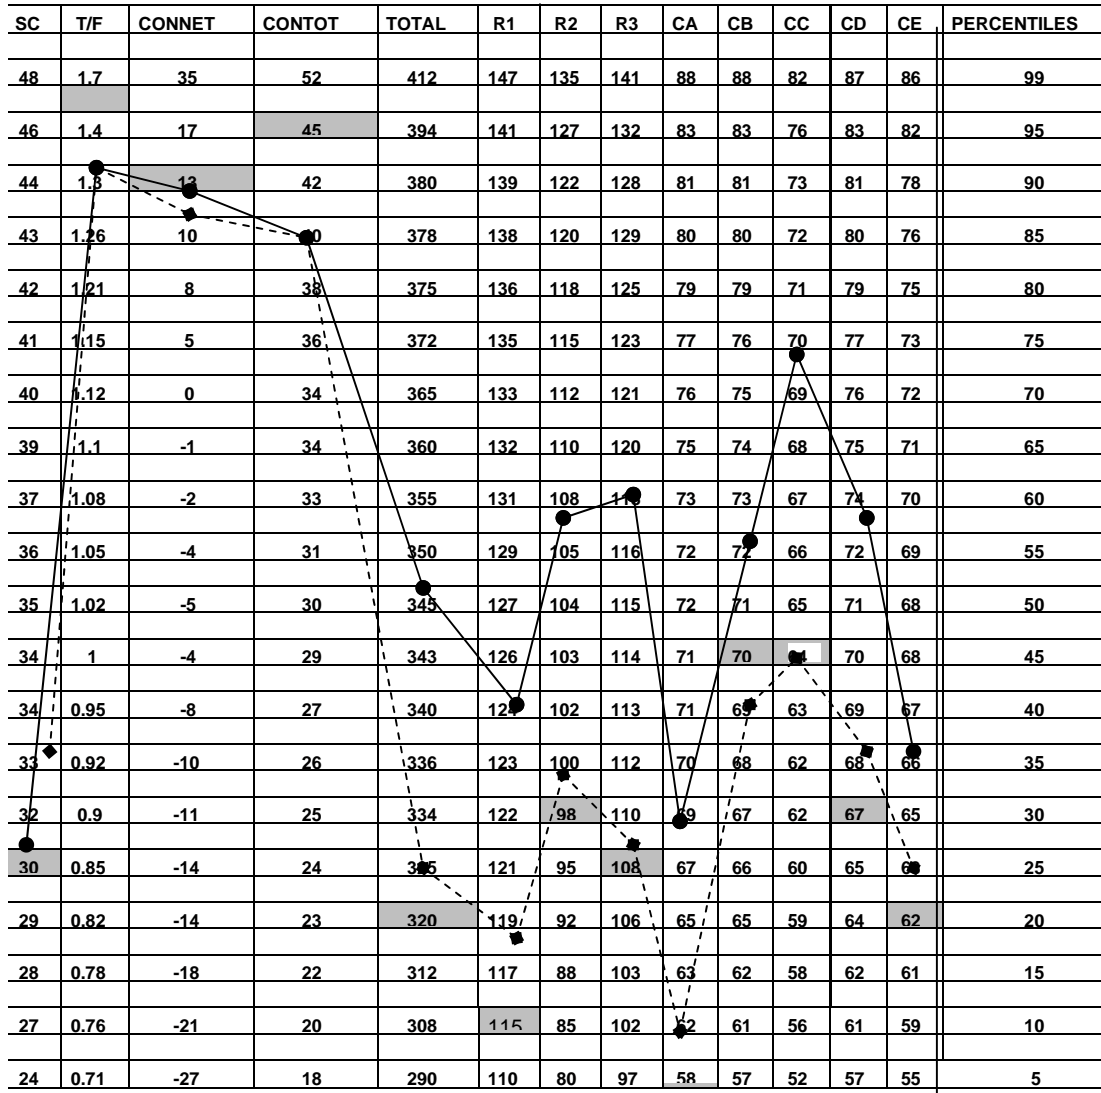 SC T/F CONNET CONTOT TOTAL R1 R2 R3 CA CB CC CD CE PERCENTILES
48 1.7 35 52 412 147 135 141 88 88 82 87 86 99
46 1.4 17 45 394 141 127 132 83 83 76 83 82 95
44 1.3 13 42 380 139 122 128 81 81 73 81 78 90
43 1.26 10 378 138 120 129 80 80 72 80 76 85
42 1.21 8 38 375 136 118 125 79 79 71 79 75 80
41 1.15 5 36 372 135 115 123 77 76 70 77 73 75
40 1.12 0 34 365 133 112 121 76 75 69 76 72 70
39 1.1 -1 34 360 132 110 120 75 74 68 75 71 65
37 1.08 -2 33 355 131 108 73 73 67 74 70 60
36 1.05 -4 31 350 129 105 116 72 72 66 72 69 55
35 1.02 -5 30 345 127 104 115 72 71 65 71 68 50
34 1 -4 29 343 126 103 114 71 70 70 68 45
34 0.95 -8 27 340 124 102 113 71 69 63 69 67 40
33 0.92 -10 26 336 123 100 112 70 68 62 68 66 35
32 0.9 -11 25 334 122 98 110 69 67 62 67 65 30
30 0.85 -14 24 121 95 108 67 66 60 65 25
29 0.82 -14 23 320 119 92 106 65 65 59 64 62 20
28 0.78 -18 22 312 117 88 103 63 62 58 62 61 15
27 0.76 -21 20 308 115 85 102 62 61 56 61 59 10
24 0.71 -27 18 290 110 80 97 58 57 52 57 55 5